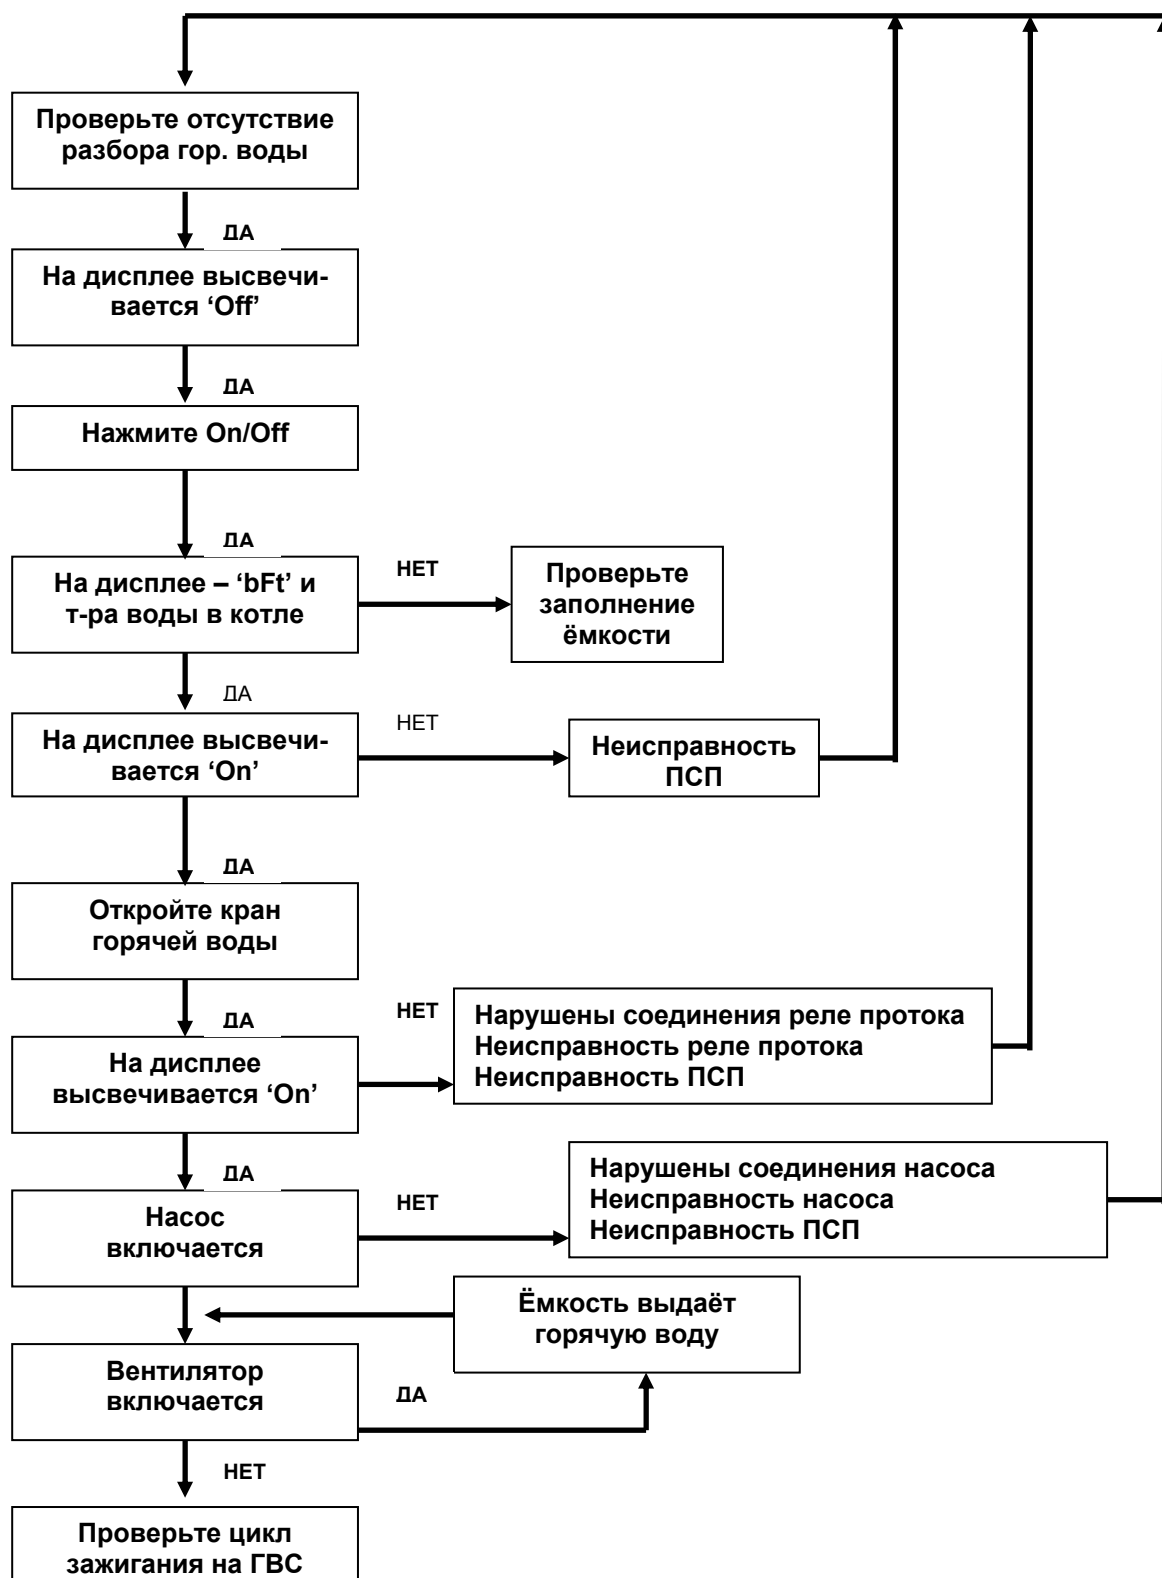 Проверьте отсутствие
разбора гор. воды
ДА
На дисплее высвечи-
вается ‘Off’
ДА
Нажмите On/Off
ДА
На дисплее – ‘bFt’ и
т-ра воды в котле
НЕТ
Проверьте
заполнение
ёмкости
ДА
На дисплее высвечи-
вается ‘On’
НЕТ
Неисправность
ПСП
ДА
Откройте кран
горячей воды
ДА
На дисплее
высвечивается ‘On’
НЕТ
Нарушены соединения реле протока
Неисправность реле протока
Неисправность ПСП
ДА
Насос
включается
НЕТ
Нарушены соединения насоса
Неисправность насоса
Неисправность ПСП
Ёмкость выдаёт
горячую воду
Вентилятор
включается
ДА
НЕТ
Проверьте цикл
зажигания на ГВС